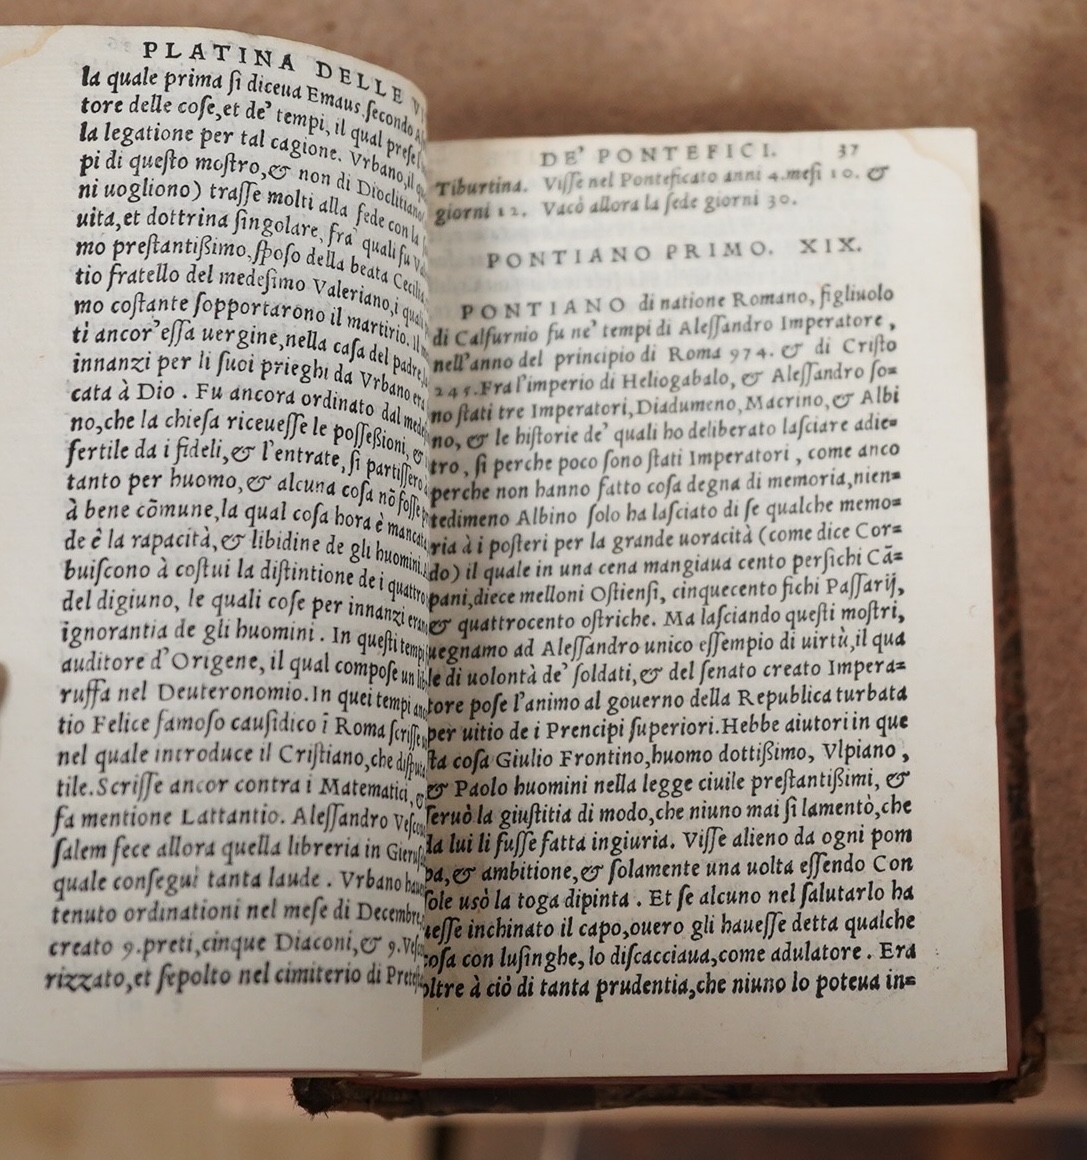 PLATINA DELLE
la quale prima ſi diceua Emaus ſecondo
tore delle coſe,et de' tempi, il qual preſe
la legatione per tal cagione. Vrbano,il
pi di queſto moſtro,& non di Dioclitiano
ni uogliono) traſſe molti alla fede con la
uita,et dottrina ſingolare, fra quali fu
mo preſtantißimo,ſpoſo della beata Cecilia
tio fratello del medeſimo Valeriano,i quali
mo coſtante ſopportarono il martirio.
ti ancor'eſſa uergine,nella caſa del padre,
innanzi per li ſuoi prieghi da Vrbano era
cata à Dio . Fu ancora ordinato dal
no,che la chieſa riceueſſe le poſſeßioni, &
fertile da i fideli,& l'entrate, ſi partiſſero
tanto per huomo,& alcuna coſa nõ foſſe
à bene cõmune,la qual coſa hora è
de è la rapacità,& libidine de gli huomini.
buiſcono à coſtui la diſtintione de i quattro
del digiuno, le quali coſe per innanzi erano
ignorantia de gli huomini . In queſti tempi
auditore d'Origene, il qual compoſe un
ruffa nel Deuteronomio.In quei tempi
tio Felice famoſo cauſidico ī Roma ſcriſſe
nel quale introduce il Criſtiano,che
tile.Scriſſe ancor contra i Matematici,
fa mentione Lattantio. Aleſſandro
ſalem fece allora quella libreria in
quale conſeguì tanta laude . Vrbano
tenuto ordinationi nel meſe di Decembre,
creato 9.preti,cinque Diaconi,& 9.
rizzato,et ſepolto nel cimiterio di
DE' PONTEFICI. 37
Tiburtina. Viſſe nel Ponteficato anni 4.meſi 10. &
giorni 12. Vacò allora la ſede giorni 30.
PONTIANO PRIMO. XIX.
PONTIANO di natione Romano, figliuolo
di Calfurnio fu ne' tempi di Aleſſandro Imperatore ,
nell'anno del principio di Roma 974. & di Criſto
245.Fra l'imperio di Heliogabalo, & Aleſſandro ſo=
no ſtati tre Imperatori,Diadumeno,Macrino,& Albi
no, & le hiſtorie de' quali ho deliberato laſciare adie=
tro, ſi perche poco ſono ſtati Imperatori , come anco
perche non hanno fatto coſa degna di memoria,nien=
tedimeno Albino ſolo ha laſciato di ſe qualche memo=
ria à i poſteri per la grande uoracità (come dice Cor=
do) il quale in una cena mangiaua cento perſichi Cã=
pani,diece melloni Oſtienſi, cinquecento fichi Paſſarij,
& quattrocento oſtriche. Ma laſciando queſti moſtri,
uegnamo ad Aleſſandro unico eſſempio di uirtù,il qua
le di uolontà de' ſoldati,& del ſenato creato Impera=
tore poſe l'animo al gouerno della Republica turbata
per uitio de i Prencipi ſuperiori.Hebbe aiutori in que
ſta coſa Giulio Frontino,huomo dottißimo, Vlpiano ,
& Paolo huomini nella legge ciuile preſtantißimi, &
ſeruò la giuſtitia di modo,che niuno mai ſi lamentò,che
da lui li fuſſe fatta ingiuria. Viſſe alieno da ogni pom
pa,& ambitione,& ſolamente una uolta eſſendo Con
ſole usò la toga dipinta . Et ſe alcuno nel ſalutarlo ha
ueſſe inchinato il capo,ouero gli haueſſe detta qualche
coſa con luſinghe, lo diſcacciaua,come adulatore . Era
oltre à ciò di tanta prudentia,che niuno lo poteua in=